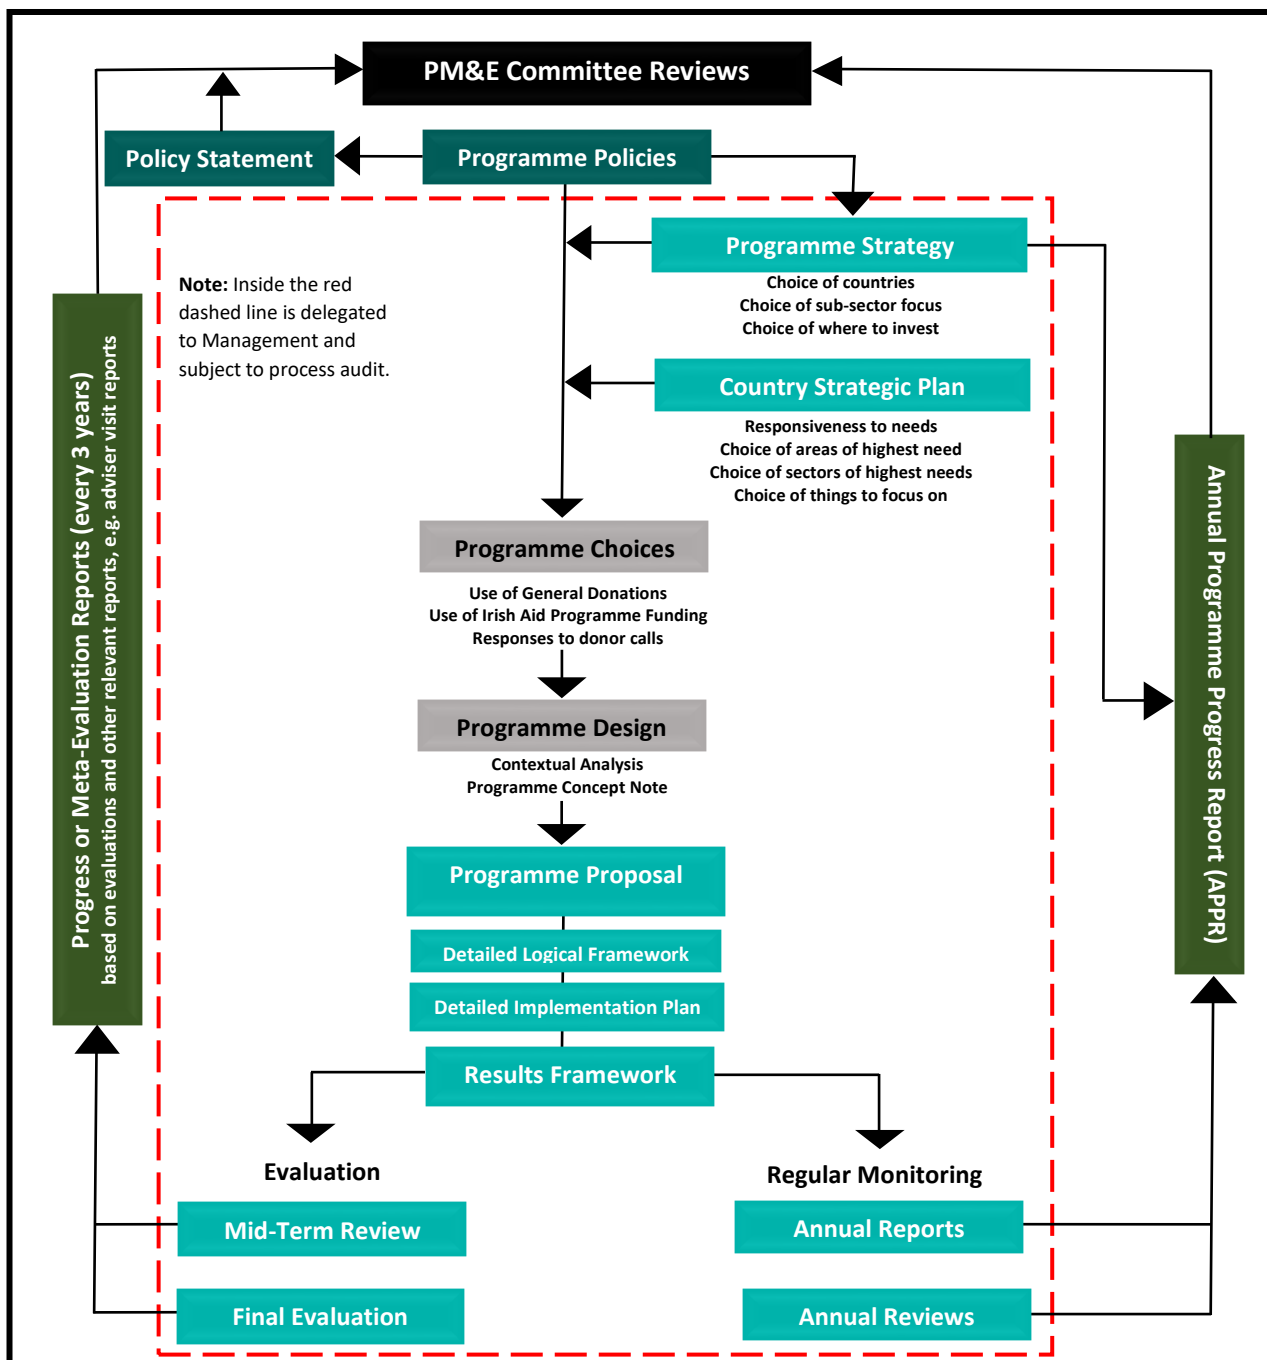 PM&E Committee Reviews
Policy Statement
Programme Policies
Programme Strategy
Choice of countries
Choice of sub-sector focus
Choice of where to invest
Note: Inside the red
dashed line is delegated
to Management and
subject to process audit.
Country Strategic Plan
Responsiveness to needs
Choice of areas of highest need
Choice of sectors of highest needs
Choice of things to focus on
Progress or Meta-Evaluation Reports (every 3 years)
based on evaluations and other relevant reports, e.g. adviser visit reports
Annual Programme Progress Report (APPR)
Programme Choices
Use of General Donations
Use of Irish Aid Programme Funding
Responses to donor calls
Programme Design
Contextual Analysis
Programme Concept Note
Programme Proposal
Detailed Logical Framework
Detailed Implementation Plan
Results Framework
Evaluation
Mid-Term Review
Final Evaluation
Regular Monitoring
Annual Reports
Annual Reviews